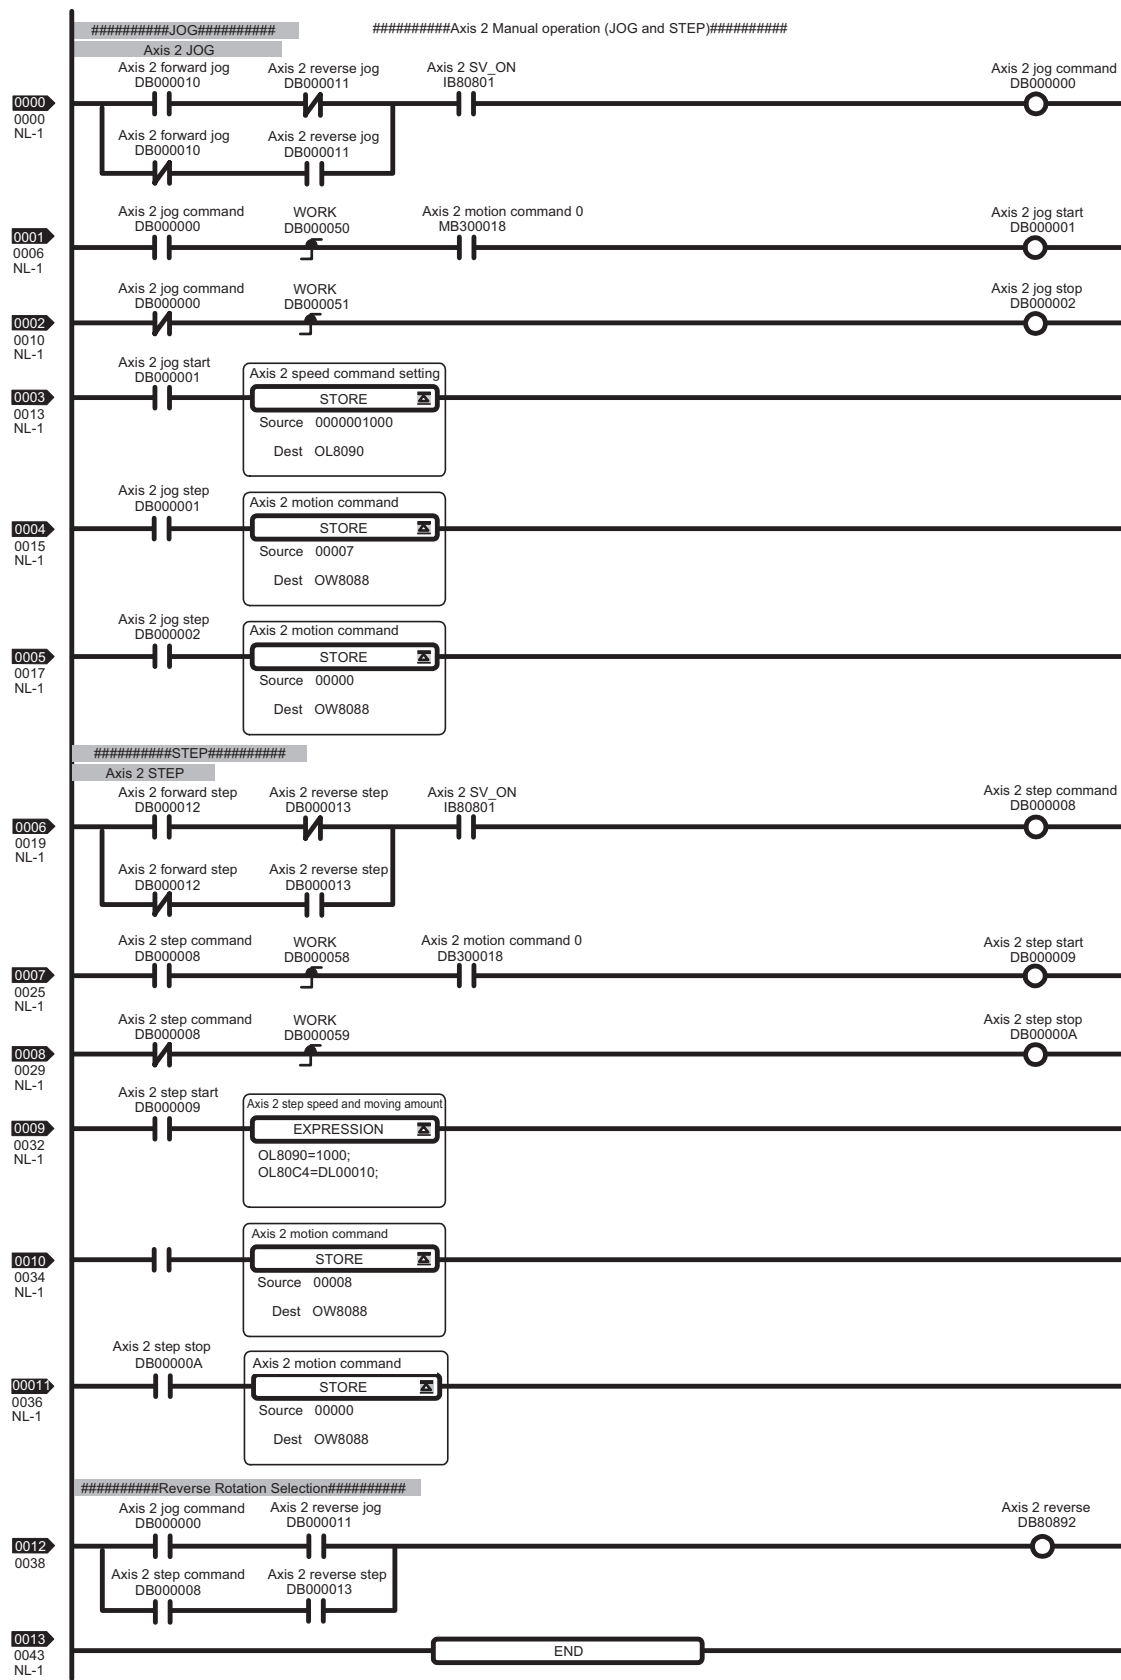 ##########JOG##########
##########Axis 2 Manual operation (JOG and STEP)##########
Axis 2 JOG
Axis 2 forward jog
DB000010
Axis 2 reverse jog
DB000011
Axis 2 SV_ON
IB80801
Axis 2 jog command
DB000000
0000
0000
NL-1
Axis 2 forward jog
DB000010
Axis 2 reverse jog
DB000011
Axis 2 jog command
DB000000
WORK
DB000050
Axis 2 motion command 0
MB300018
Axis 2 jog start
DB000001
0001
0006
NL-1
Axis 2 jog command
DB000000
WORK
DB000051
Axis 2 jog stop
DB000002
0002
0010
NL-1
Axis 2 jog start
DB000001
Axis 2 speed command setting
0003
0013
NL-1
STORE
Source 0000001000
Dest OL8090
Axis 2 jog step
DB000001
Axis 2 motion command
0004
0015
NL-1
STORE
Source 00007
Dest OW8088
Axis 2 jog step
DB000002
Axis 2 motion command
0005
0017
NL-1
STORE
Source 00000
Dest OW8088
##########STEP##########
Axis 2 STEP
Axis 2 forward step
DB000012
Axis 2 reverse step
DB000013
Axis 2 SV_ON
IB80801
Axis 2 step command
DB000008
0006
0019
NL-1
Axis 2 forward step
DB000012
Axis 2 reverse step
DB000013
Axis 2 step command
DB000008
WORK
DB000058
Axis 2 motion command 0
DB300018
Axis 2 step start
DB000009
0007
0025
NL-1
Axis 2 step command
DB000008
WORK
DB000059
Axis 2 step stop
DB00000A
0008
0029
NL-1
Axis 2 step start
DB000009
Axis 2 step speed and moving amount
0009
0032
NL-1
EXPRESSION
OL8090=1000;
OL80C4=DL00010;
Axis 2 motion command
0010
0034
NL-1
STORE
Source 00008
Dest OW8088
Axis 2 step stop
DB00000A
Axis 2 motion command
00011
0036
NL-1
STORE
Source 00000
Dest OW8088
##########Reverse Rotation Selection##########
Axis 2 jog command
DB000000
Axis 2 reverse jog
DB000011
Axis 2 reverse
DB80892
0012
0038
Axis 2 step command
DB000008
Axis 2 reverse step
DB000013
0013
0043
NL-1
END